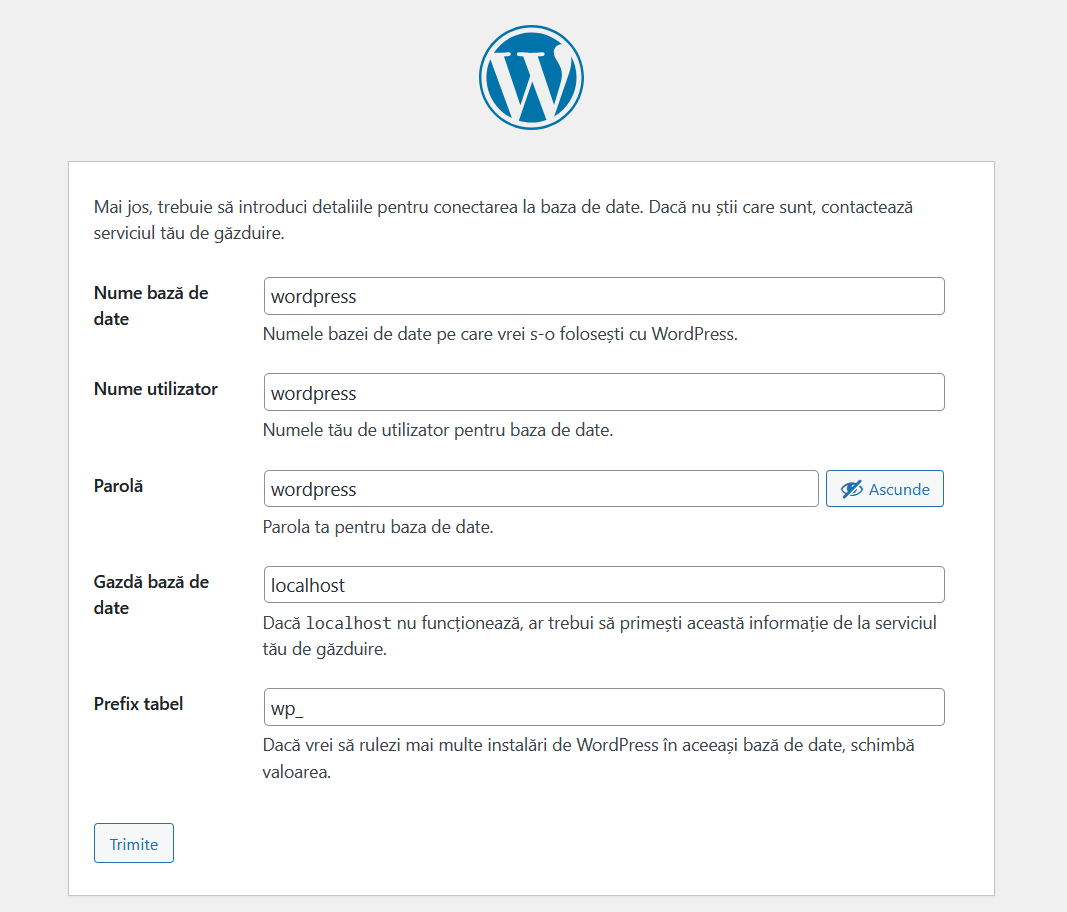 Mai jos, trebuie să introduci detaliile pentru conectarea la baza de date. Dacă nu știi care sunt, contactează
serviciul tău de găzduire.
Nume bază de
date
wordpress
Numele bazei de date pe care vrei s-o folosești cu WordPress.
Nume utilizator
wordpress
Numele tău de utilizator pentru baza de date.
Parolă
wordpress
Ascunde
Parola ta pentru baza de date.
Gazdă bază de
date
localhost
Dacă localhost nu funcționează, ar trebui să primești această informație de la serviciul
tău de găzduire.
Prefix tabel
wp_
Dacă vrei să rulezi mai multe instalări de WordPress în aceeași bază de date, schimbă
valoarea.
Trimite